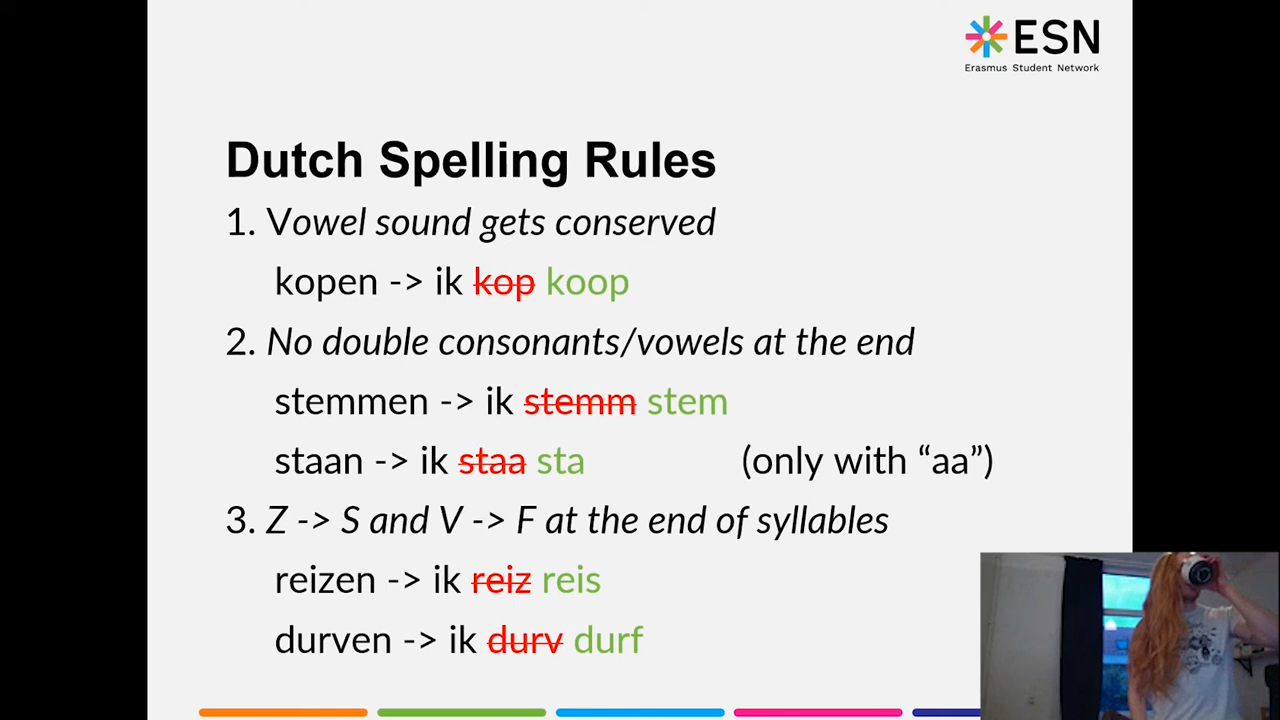 ESN
Erasmus Student Network
Dutch Spelling Rules
1. Vowel sound gets conserved
kopen -> ik kop koop
2. No double consonants/vowels at the end
stemmen -> ik stemm stem
staan -> ik staa sta (only with “aa”)
3. Z -> S and V -> F at the end of syllables
reizen -> ik reiz reis
durven -> ik durv durf